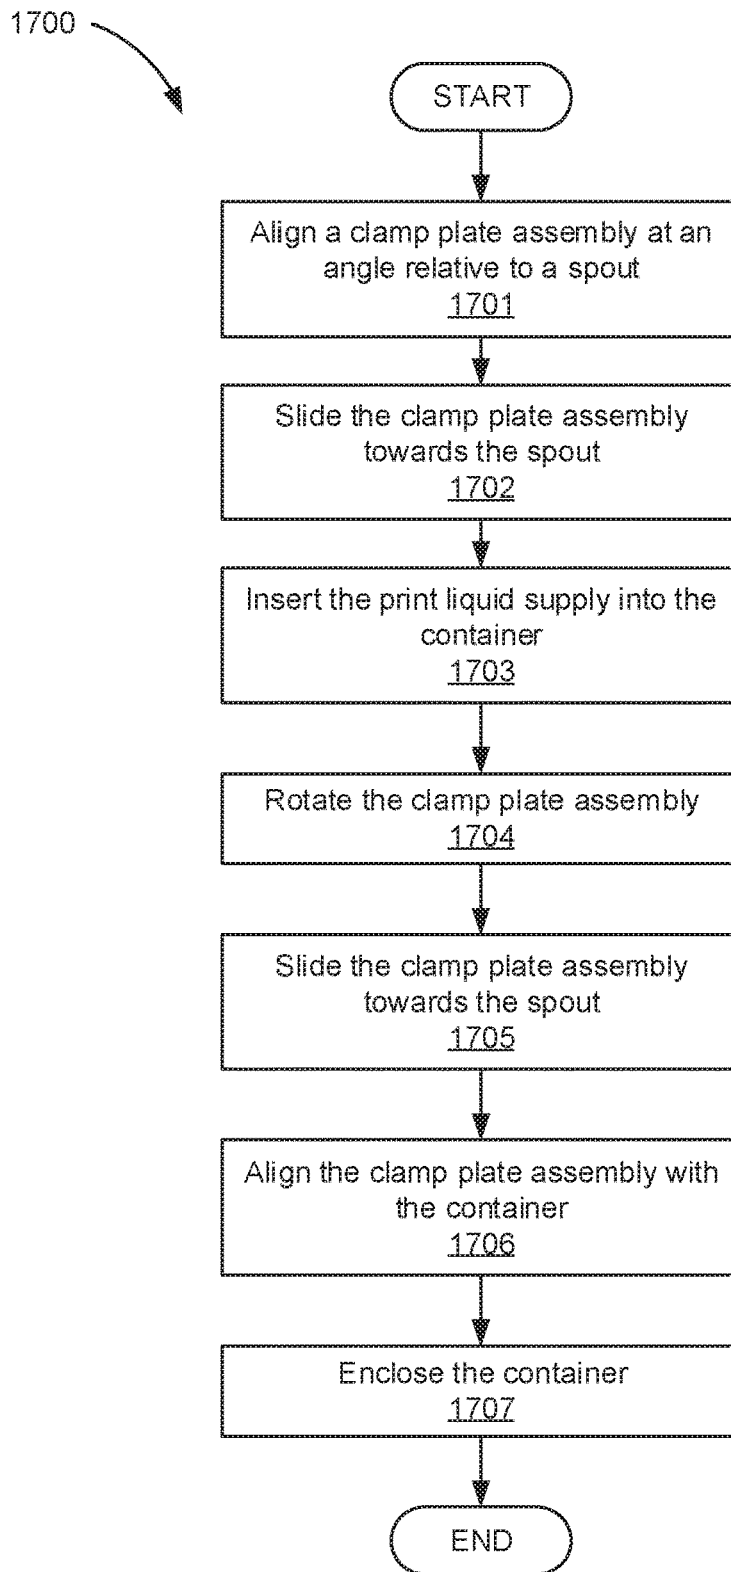 1700
START
Align a clamp plate assembly at an
angle relative to a spout
1701
Slide the clamp plate assembly
towards the spout
1702
Insert the print liquid supply into the
container
1703
Rotate the clamp plate assembly
1704
Slide the clamp plate assembly
towards the spout
1705
Align the clamp plate assembly with
the container
1706
Enclose the container
1707
END